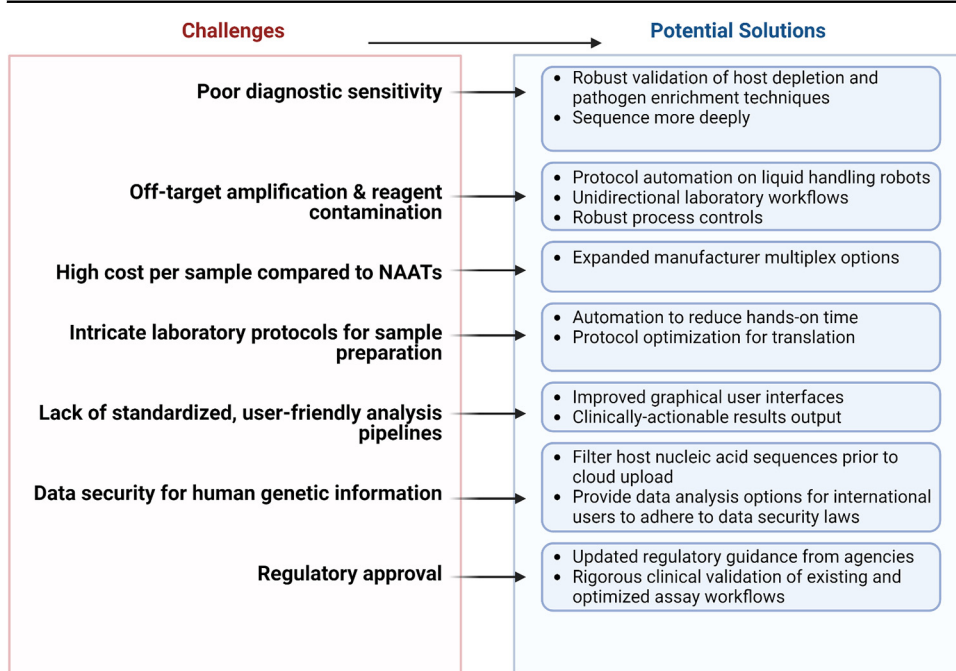 Challenges
Potential Solutions
Poor diagnostic sensitivity
• Robust validation of host depletion and
pathogen enrichment techniques
• Sequence more deeply
Off-target amplification & reagent
contamination
• Protocol automation on liquid handling robots
• Unidirectional laboratory workflows
• Robust process controls
High cost per sample compared to NAATs
• Expanded manufacturer multiplex options
Intricate laboratory protocols for sample
preparation
• Automation to reduce hands-on time
• Protocol optimization for translation
Lack of standardized, user-friendly analysis
pipelines
• Improved graphical user interfaces
• Clinically-actionable results output
Data security for human genetic information
• Filter host nucleic acid sequences prior to
cloud upload
• Provide data analysis options for international
users to adhere to data security laws
Regulatory approval
• Updated regulatory guidance from agencies
• Rigorous clinical validation of existing and
optimized assay workflows